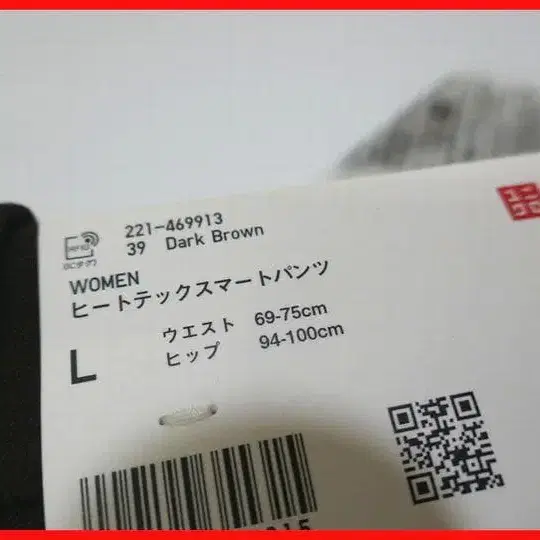 221-469913
39 Dark Brown
WOMEN
ヒートテックスマートパンツ
L
ウエスト 69-75cm
ヒップ 94-100cm